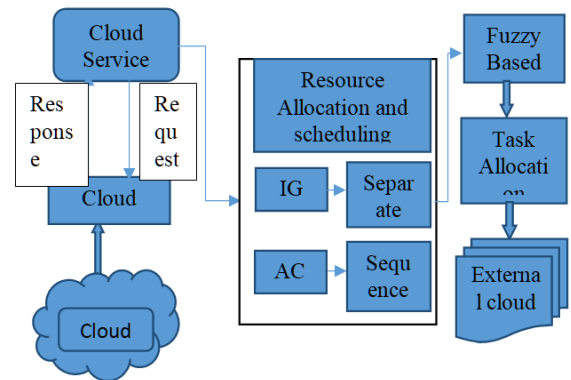 Cloud
Service
Res
pons
e
Re
qu
est
Cloud
Cloud
Resource
Allocation and
scheduling
IG
Separ
ate
AC
Sequ
ence
Fuzzy
Based
Task
Allocati
on
Externa
l cloud